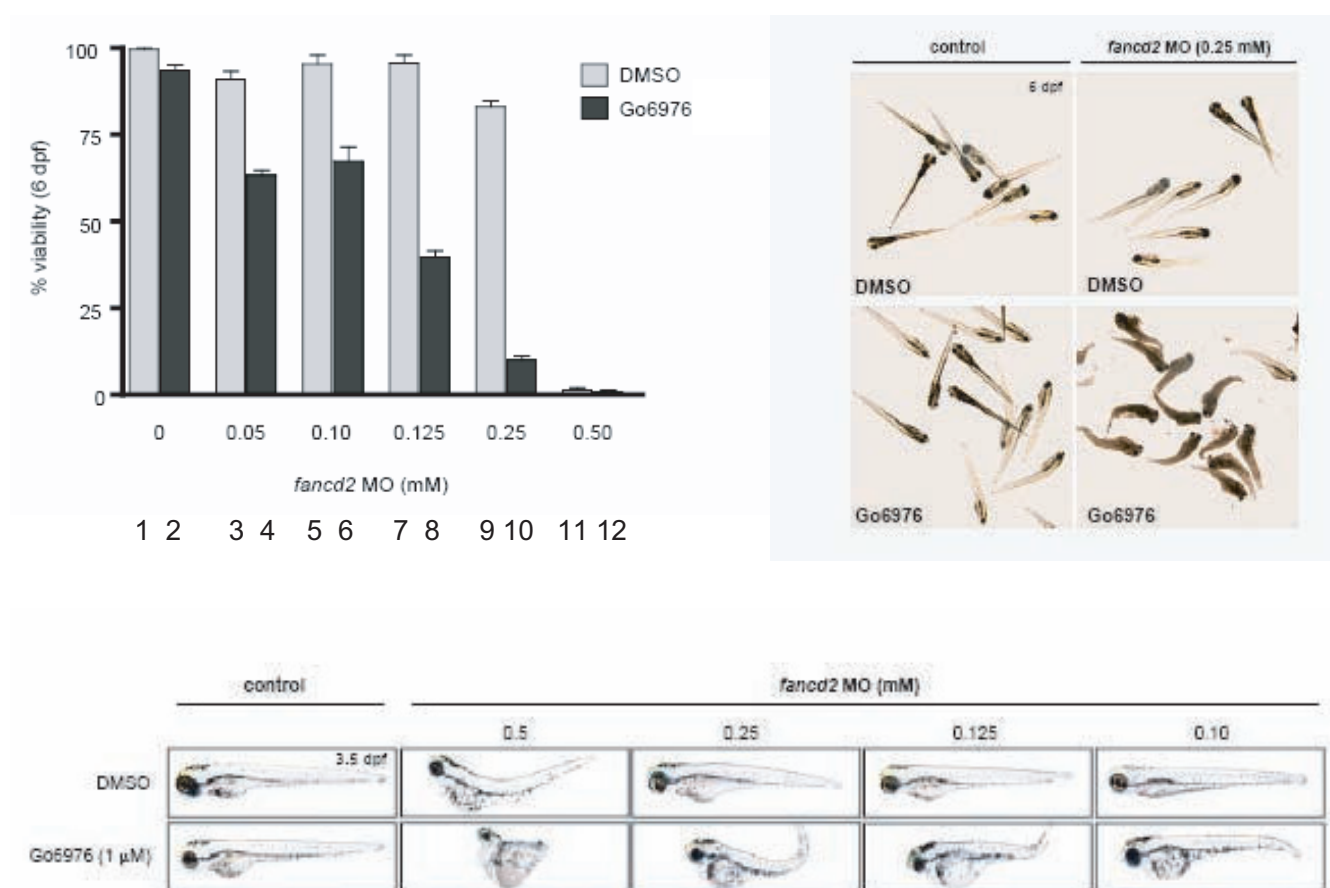 100
75
50
25
0
% viability (6 dpf)
DMSO
Go6976
0 0.05 0.10 0.125 0.25 0.50
fancd2 MO (mM)
1 2 3 4 5 6 7 8 9 10 11 12
control fancd2 MO (0.25 mM)
6 dpf
DMSO DMSO
Go6976 Go6976
control fancd2 MO (mM)
0.5 0.25 0.125 0.10
3.5 dpf
DMSO
Go6976 (1 µM)